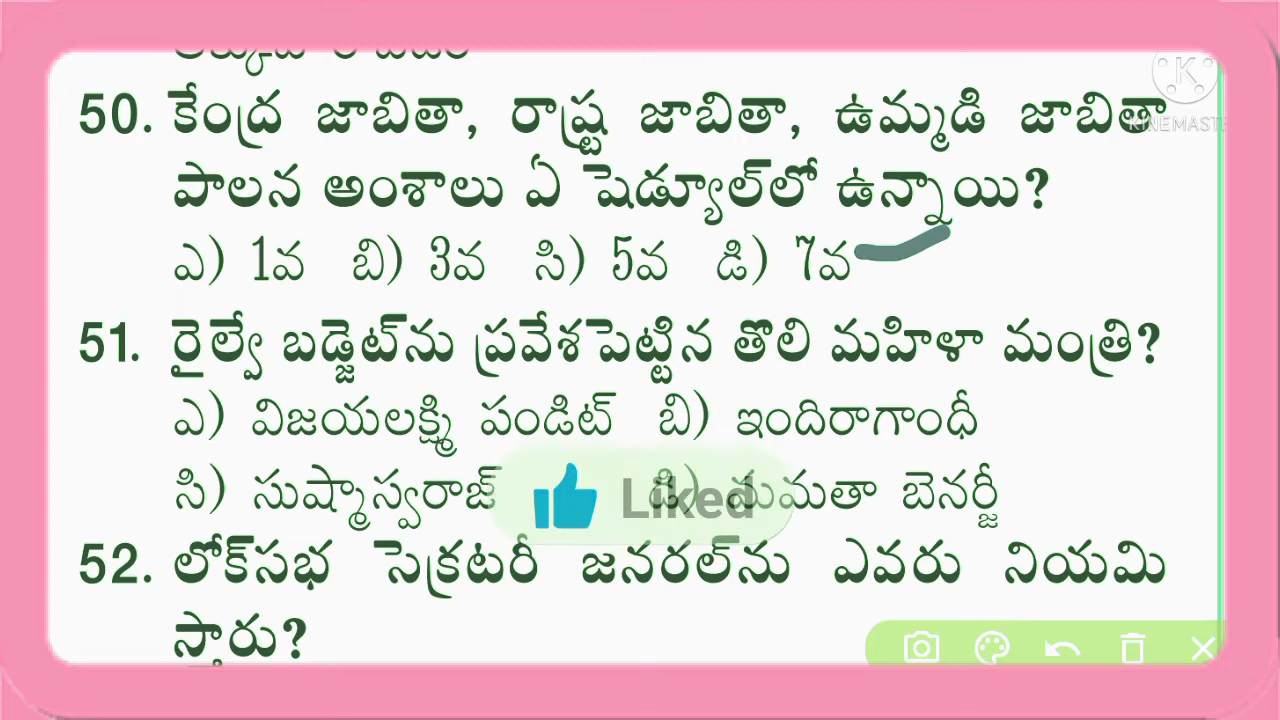 50. కేంద్ర జాబితా, రాష్ట్ర జాబితా, ఉమ్మడి జాబితా
పాలన అంశాలు ఏ షెడ్యూల్‌లో ఉన్నాయి?
ఎ) 1వ బి) 3వ సి) 5వ డి) 7వ
51. రైల్వే బడ్జెట్‌ను ప్రవేశపెట్టిన తొలి మహిళా మంత్రి?
ఎ) విజయలక్ష్మి పండిట్ బి) ఇందిరాగాంధీ
సి) సుష్మాస్వరాజ్ డి) మమతా బెనర్జీ
Liked
52. లోక్‌సభ సెక్రటరీ జనరల్‌ను ఎవరు నియమి
స్తారు?
K
KINEMAST